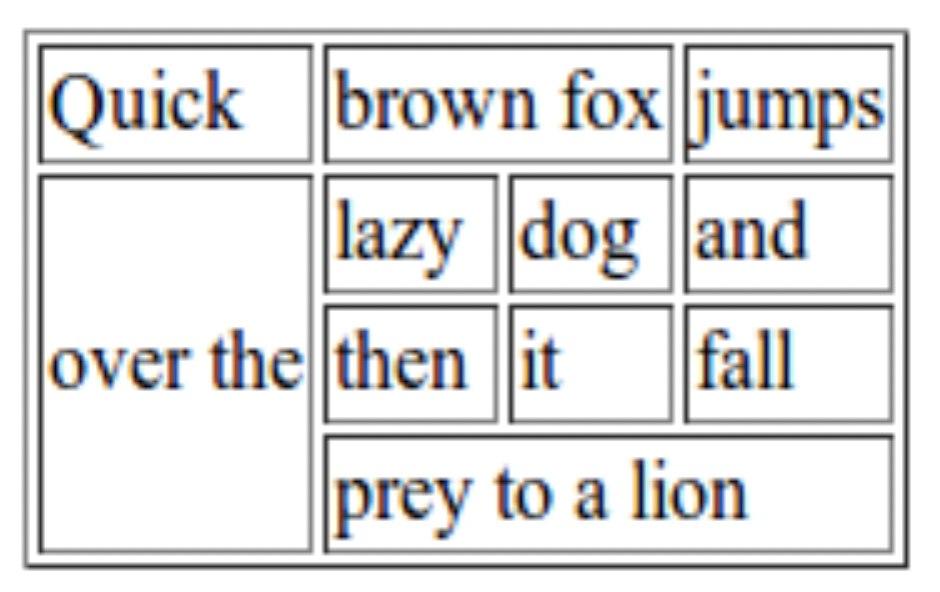 Quick brown fox jumps
lazy dog and
over the then it fall
prey to a lion